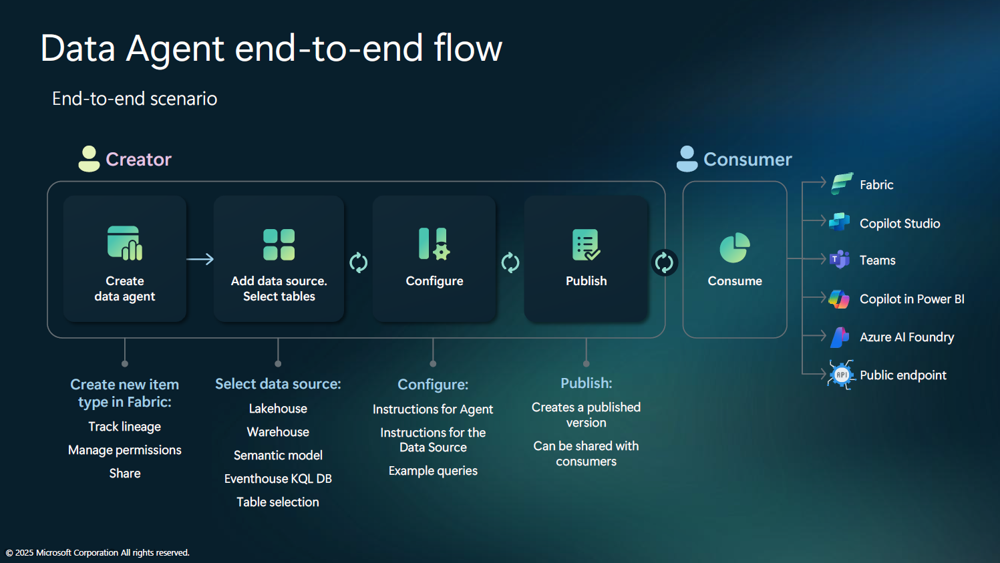 Data Agent end-to-end flow
End-to-end scenario
Creator
Consumer
Create
data agent
Add data source.
Select tables
Configure
Publish
Consume
Fabric
Copilot Studio
T
Teams
Copilot in Power BI
Azure AI Foundry
API
Public endpoint
Create new item
type in Fabric:
Track lineage
Manage permissions
Share
Select data source:
Lakehouse
Warehouse
Semantic model
Eventhouse KQL DB
Table selection
Configure:
Instructions for Agent
Instructions for the
Data Source
Example queries
Publish:
Creates a published
version
Can be shared with
consumers
© 2025 Microsoft Corporation All rights reserved.